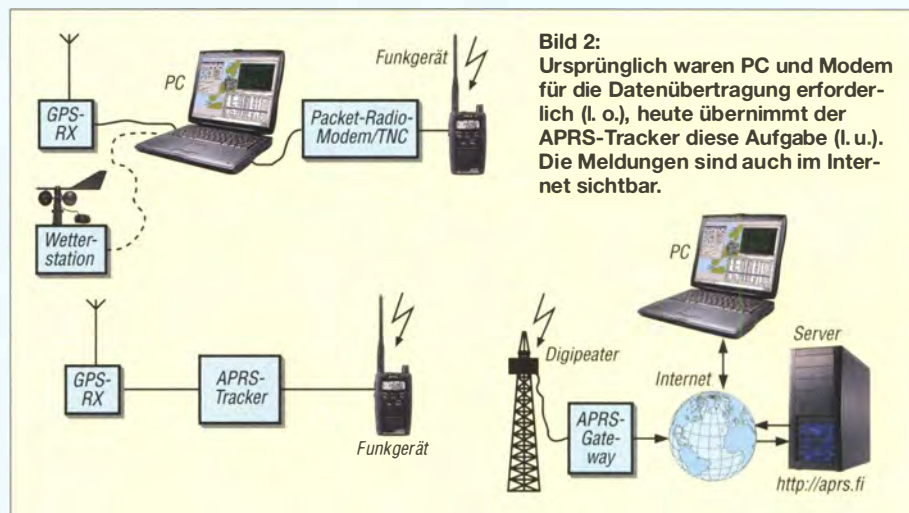 Bild 2:
Ursprünglich waren PC und Modem
für die Datenübertragung erforder-
lich (l. o.), heute übernimmt der
APRS-Tracker diese Aufgabe (l. u.).
Die Meldungen sind auch im Inter-
net sichtbar.
GPS-
RX
PC
Packet-Radio-
Modem/TNC
Funkgerät
Wetter-
station
GPS-
RX
APRS-
Tracker
Funkgerät
Digipeater
APRS-
Gate-
way
Internet
PC
Server
http://aprs.fi